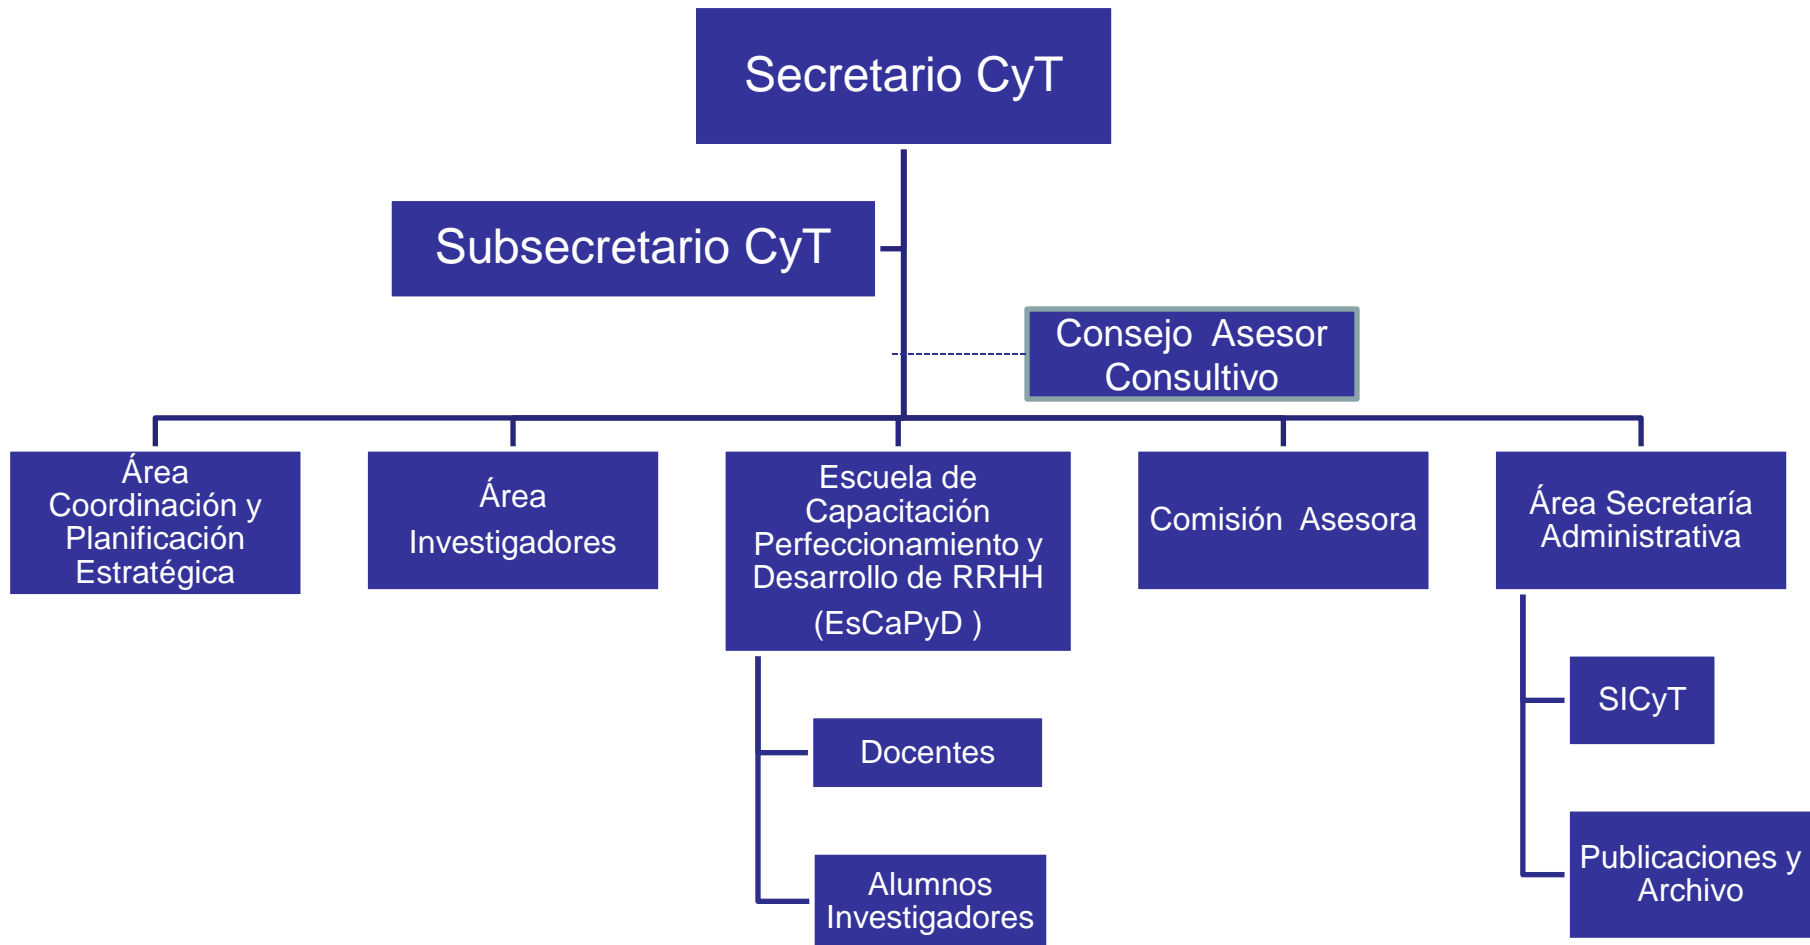 Secretario CyT
Subsecretario CyT
Consejo Asesor
Consultivo
Área
Coordinación y
Planificación
Estratégica
Área
Investigadores
Escuela de
Capacitación
Perfeccionamiento y
Desarrollo de RRHH
(EsCaPyD )
Comisión Asesora
Área Secretaría
Administrativa
Docentes
Alumnos
Investigadores
SICyT
Publicaciones y
Archivo